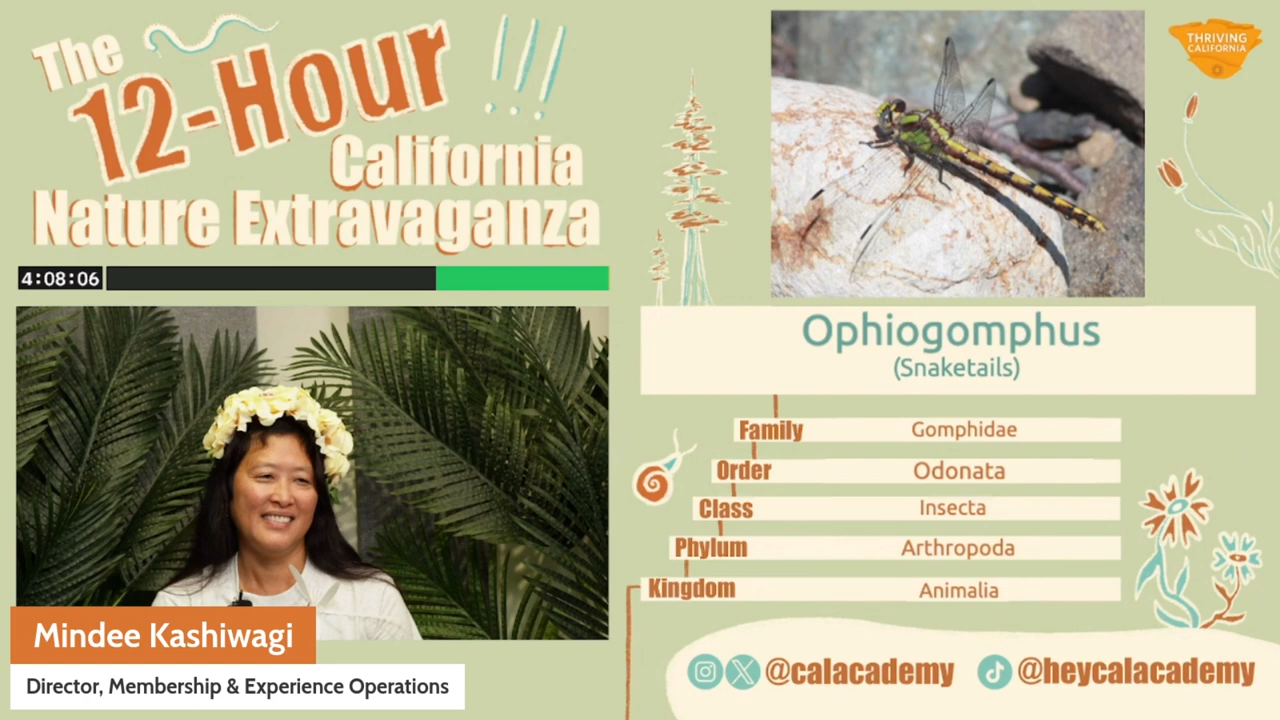 The
12-Hour!!!
California
Nature Extravaganza
4:08:06
Mindee Kashiwagi
Director, Membership & Experience Operations
THRIVING
CALIFORNIA
Ophiogomphus
(Snaketails)
Family Gomphidae
Order Odonata
Class Insecta
Phylum Arthropoda
Kingdom Animalia
@calacademy @heycalacademy